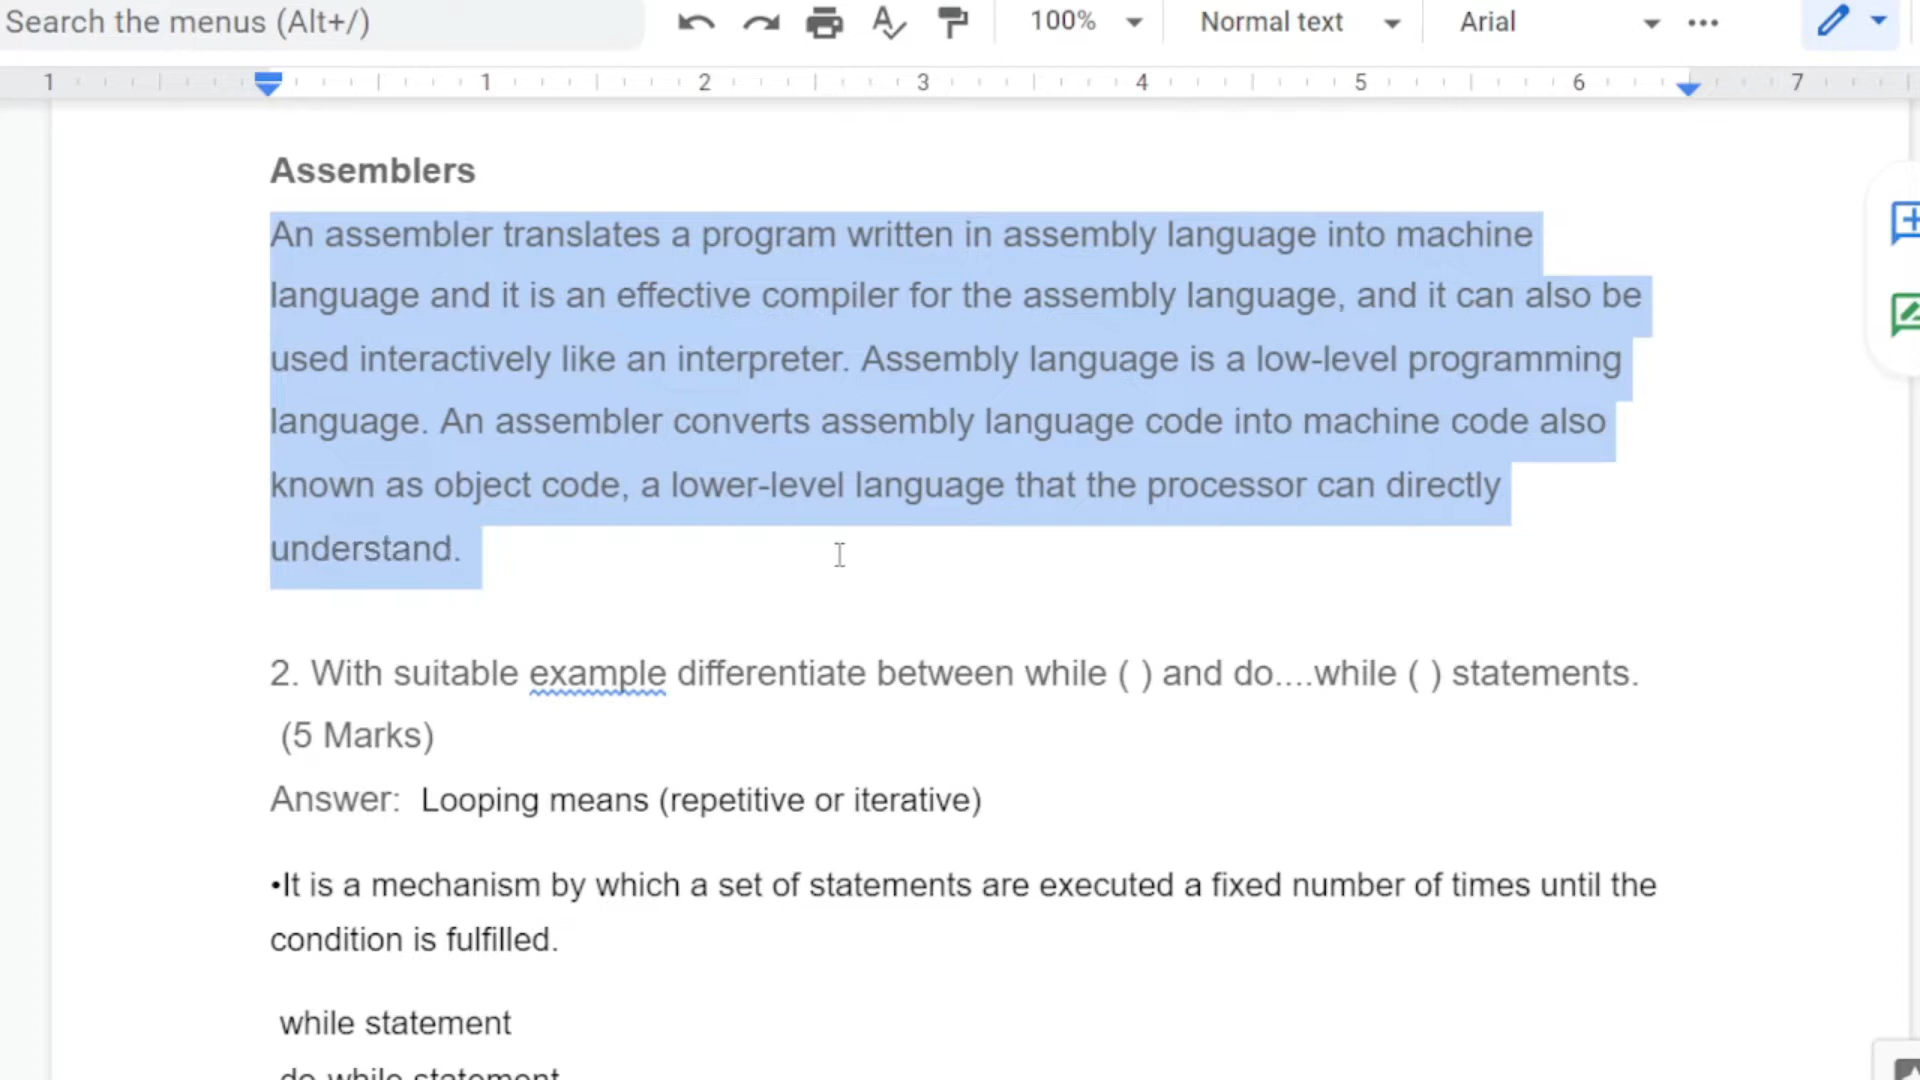 Search the menus (Alt+/) 100% Normal text Arial
1 1 2 3 4 5 6 7
Assemblers
An assembler translates a program written in assembly language into machine
language and it is an effective compiler for the assembly language, and it can also be
used interactively like an interpreter. Assembly language is a low-level programming
language. An assembler converts assembly language code into machine code also
known as object code, a lower-level language that the processor can directly
understand.
2. With suitable example differentiate between while ( ) and do....while ( ) statements.
(5 Marks)
Answer: Looping means (repetitive or iterative)
•It is a mechanism by which a set of statements are executed a fixed number of times until the
condition is fulfilled.
while statement
do-while statement